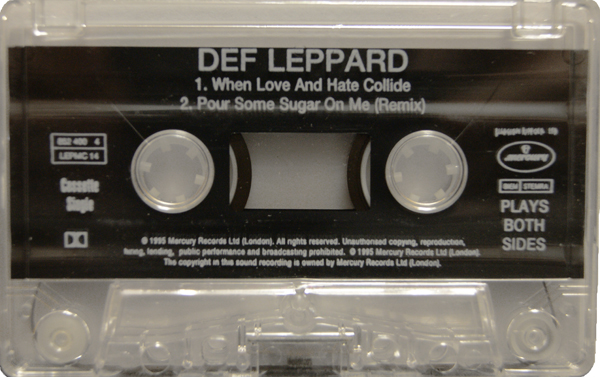 DEF LEPPARD
1. When Love And Hate Collide
2. Pour Some Sugar On Me (Remix)
852 400 4
LEPMC 14
Cassette
Single
mercury
BIEM STEMRA
PLAYS
BOTH
SIDES
℗ 1995 Mercury Records Ltd (London). All rights reserved. Unauthorised copying, reproduction,
hiring, lending, public performance and broadcasting prohibited. © 1995 Mercury Records Ltd (London).
The copyright in this sound recording is owned by Mercury Records Ltd (London).